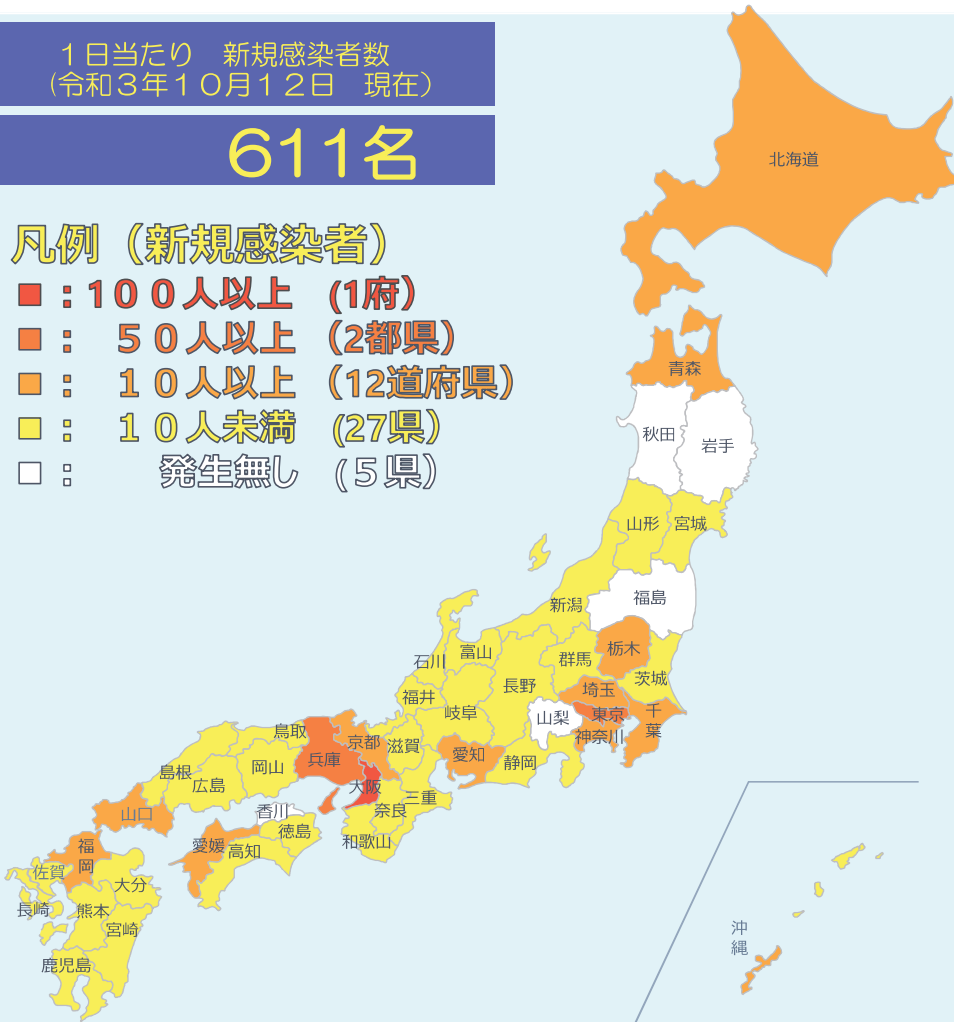 １日当たり　新規感染者数
(令和３年１０月１２日　現在）
611名
凡例（新規感染者）
■：１００人以上　(1府）
■：　５０人以上　（2都県）
■：　１０人以上　（12道府県）
■：　１０人未満　(27県）
□：　　　発生無し　（５県）
北海道
青森
秋田
岩手
山形
宮城
福島
新潟
栃木
群馬
茨城
富山
石川
長野
埼玉
福井
岐阜
山梨
東京
千葉
神奈川
鳥取
兵庫
京都
滋賀
愛知
静岡
島根
岡山
広島
大阪
三重
奈良
山口
香川
徳島
和歌山
愛媛
高知
福岡
佐賀
大分
長崎
熊本
宮崎
鹿児島
沖縄